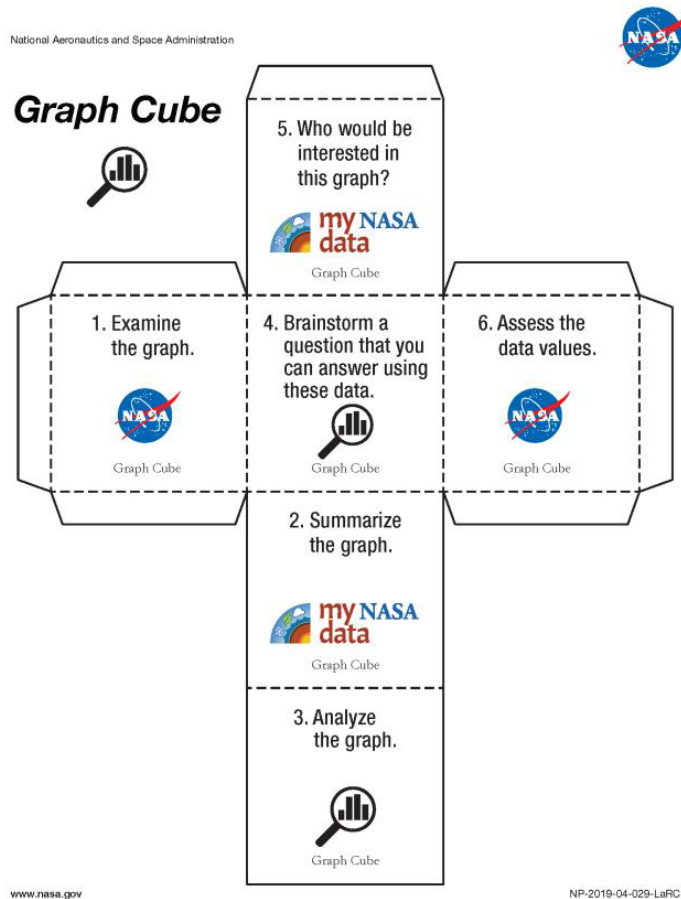 National Aeronautics and Space Administration
NASA
Graph Cube
5. Who would be
interested in
this graph?
my NASA
data
Graph Cube
1. Examine
the graph.
NASA
Graph Cube
4. Brainstorm a
question that you
can answer using
these data.
Graph Cube
6. Assess the
data values.
NASA
Graph Cube
2. Summarize
the graph.
my NASA
data
Graph Cube
3. Analyze
the graph.
Graph Cube
www.nasa.gov
NP-2019-04-029-LaRC